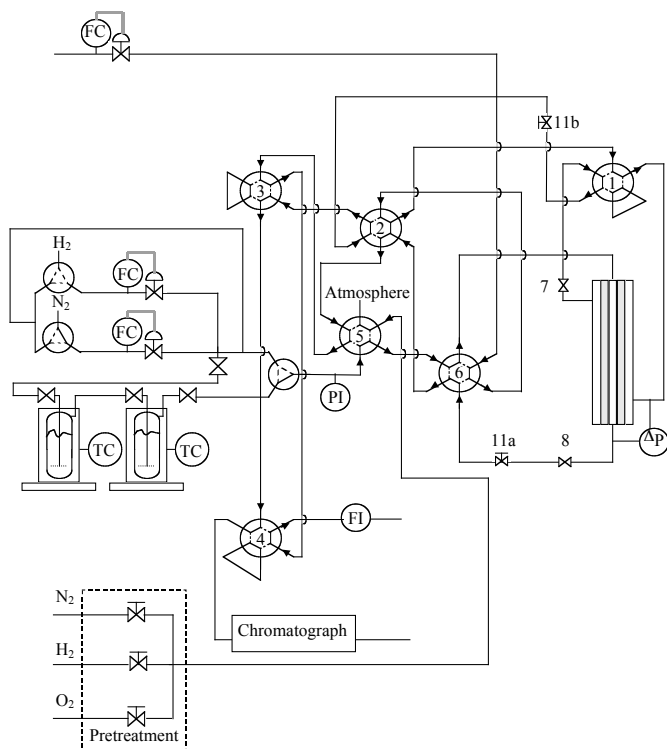 FC
11b
1
3
2
H₂
FC
Atmosphere
7
N₂
FC
5
6
PI
ΔP
11a
8
TC
TC
FI
4
N₂
Chromatograph
H₂
O₂
Pretreatment